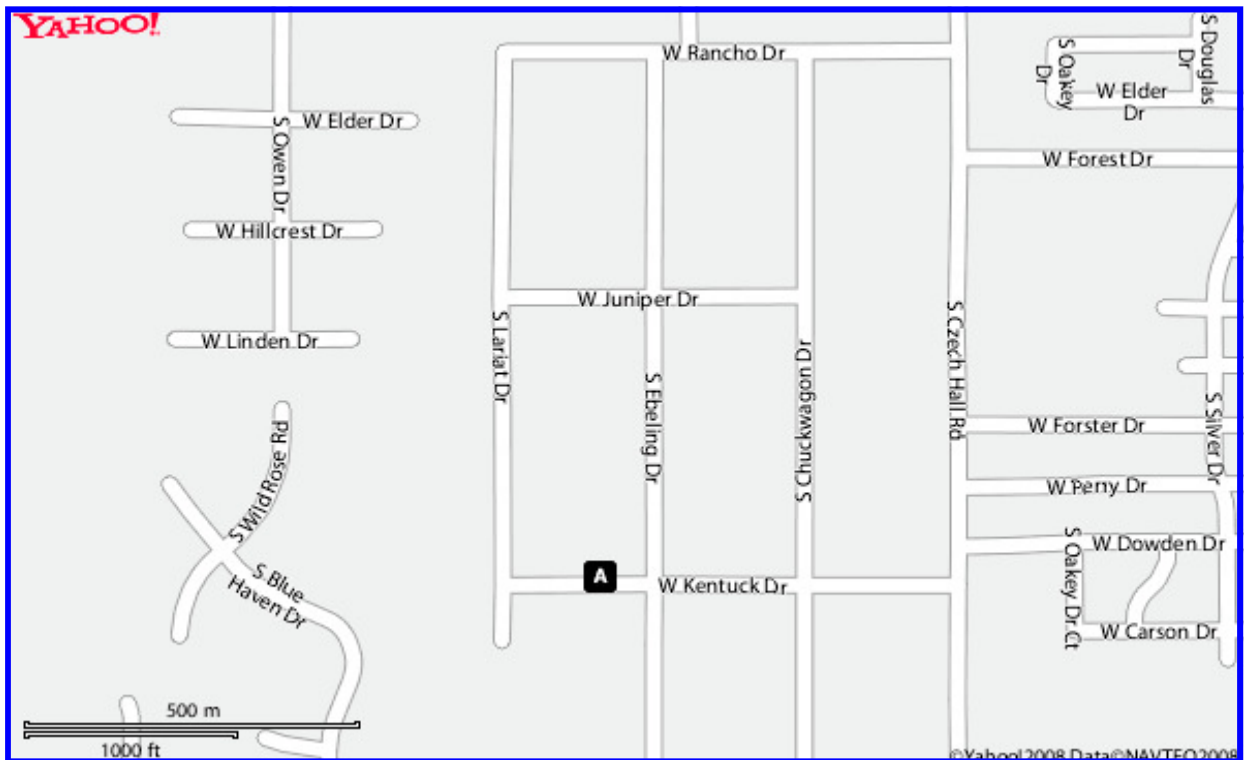 YAHOO!
W Rancho Dr
S Oakey
Dr
S Douglas
Dr
W Elder
Dr
W Elder Dr
S Owen Dr
W Forest Dr
W Hillcrest Dr
W Juniper Dr
W Linden Dr
S Lariat Dr
S Ebeling Dr
S Chuckwagon Dr
S Czech Hall Rd
W Forster Dr
S Silver Dr
S Wild Rose Rd
W Perry Dr
W Dowden Dr
S Oakey Dr Ct
A
S Blue
Haven Dr
W Kentuck Dr
W Carson Dr
500 m
1000 ft
©Yahoo!2008 Data©NAVTEQ2008